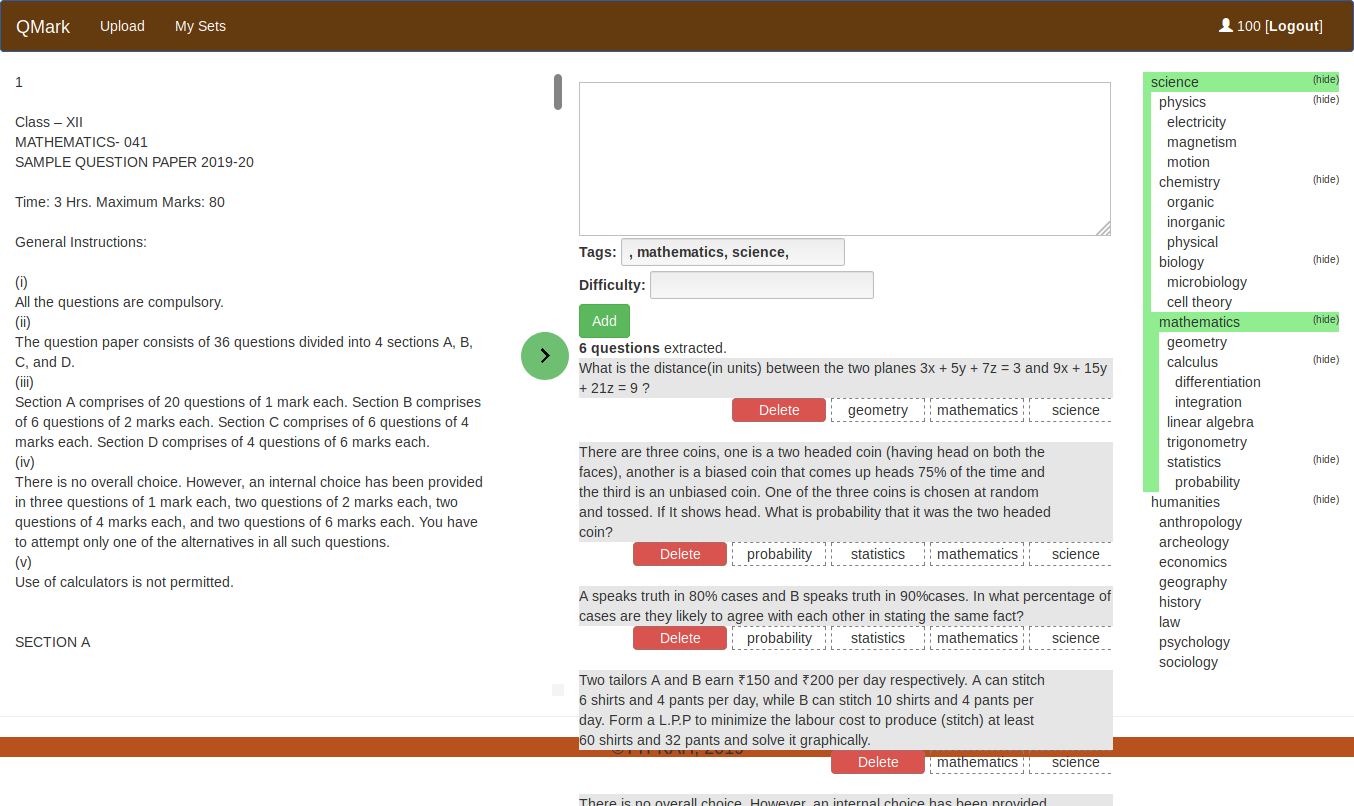 QMark Upload My Sets 100 [Logout]
1
Class – XII
MATHEMATICS- 041
SAMPLE QUESTION PAPER 2019-20
Time: 3 Hrs. Maximum Marks: 80
General Instructions:
(i)
All the questions are compulsory.
(ii)
The question paper consists of 36 questions divided into 4 sections A, B,
C, and D.
(iii)
Section A comprises of 20 questions of 1 mark each. Section B comprises
of 6 questions of 2 marks each. Section C comprises of 6 questions of 4
marks each. Section D comprises of 4 questions of 6 marks each.
(iv)
There is no overall choice. However, an internal choice has been provided
in three questions of 1 mark each, two questions of 2 marks each, two
questions of 4 marks each, and two questions of 6 marks each. You have
to attempt only one of the alternatives in all such questions.
(v)
Use of calculators is not permitted.
SECTION A
Tags: , mathematics, science,
Difficulty:
Add
6 questions extracted.
What is the distance(in units) between the two planes 3x + 5y + 7z = 3 and 9x + 15y
+ 21z = 9 ?
Delete geometry mathematics science
There are three coins, one is a two headed coin (having head on both the
faces), another is a biased coin that comes up heads 75% of the time and
the third is an unbiased coin. One of the three coins is chosen at random
and tossed. If It shows head. What is probability that it was the two headed
coin?
Delete probability statistics mathematics science
A speaks truth in 80% cases and B speaks truth in 90%cases. In what percentage of
cases are they likely to agree with each other in stating the same fact?
Delete probability statistics mathematics science
Two tailors A and B earn ₹150 and ₹200 per day respectively. A can stitch
6 shirts and 4 pants per day, while B can stitch 10 shirts and 4 pants per
day. Form a L.P.P to minimize the labour cost to produce (stitch) at least
60 shirts and 32 pants and solve it graphically.
Delete mathematics science
There is no overall choice. However, an internal choice has been provided
science (hide)
physics (hide)
electricity
magnetism
motion
chemistry (hide)
organic
inorganic
physical
biology (hide)
microbiology
cell theory
mathematics (hide)
geometry
calculus (hide)
differentiation
integration
linear algebra
trigonometry
statistics (hide)
probability
humanities (hide)
anthropology
archeology
economics
geography
history
law
psychology
sociology